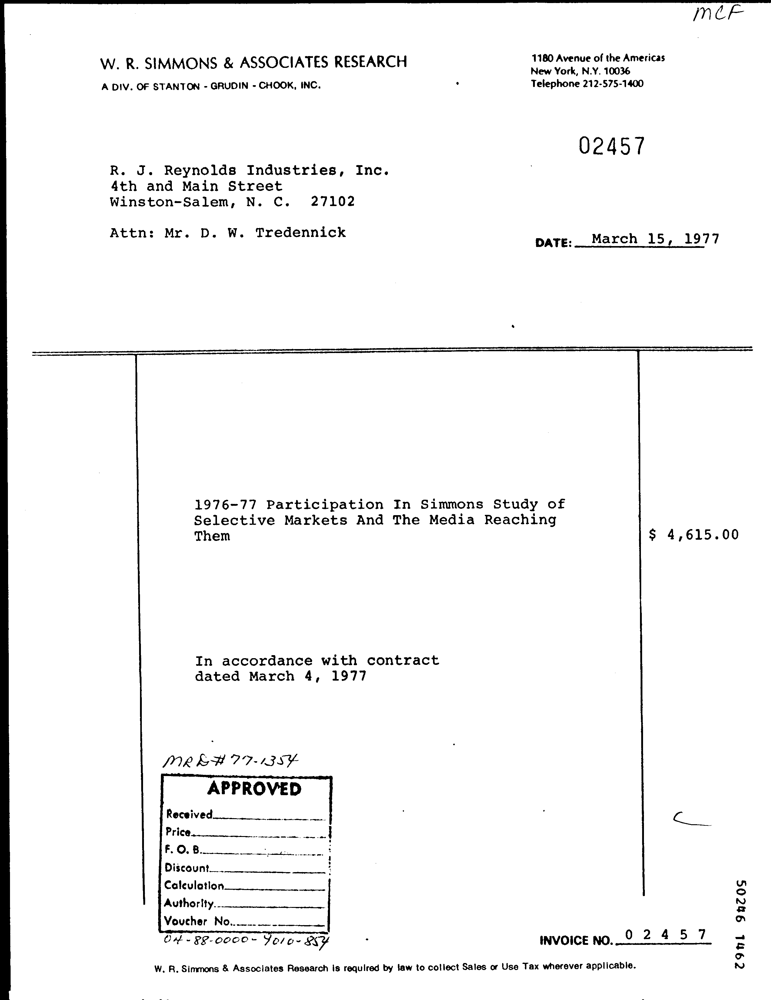 MCF
W. R. SIMMONS & ASSOCIATES RESEARCH
A DIV. OF STANTON - GRUDIN - CHOOK, INC.
1180 Avenue of the Americas
New York, N.Y. 10036
Telephone 212-575-1400
02457
R. J. Reynolds Industries, Inc.
4th and Main Street
Winston-Salem, N. C. 27102
Attn: Mr. D. W. Tredennick
DATE: March 15, 1977
1976-77 Participation In Simmons Study of
Selective Markets And The Media Reaching
Them
$ 4,615.00
In accordance with contract
dated March 4, 1977
MRD# 77-1354
APPROVED
Received
Price
F. O. B.
Discount
Calculation
Authority
Voucher No.
04-88-0000-4010-854
INVOICE NO. 0 2 4 5 7
W. R. Simmons & Associates Research is required by law to collect Sales or Use Tax wherever applicable.
50246 1462